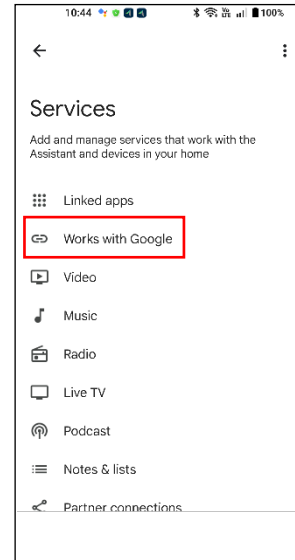 10:44 100%
Services
Add and manage services that work with the
Assistant and devices in your home
Linked apps
Works with Google
Video
Music
Radio
Live TV
Podcast
Notes & lists
Partner connections